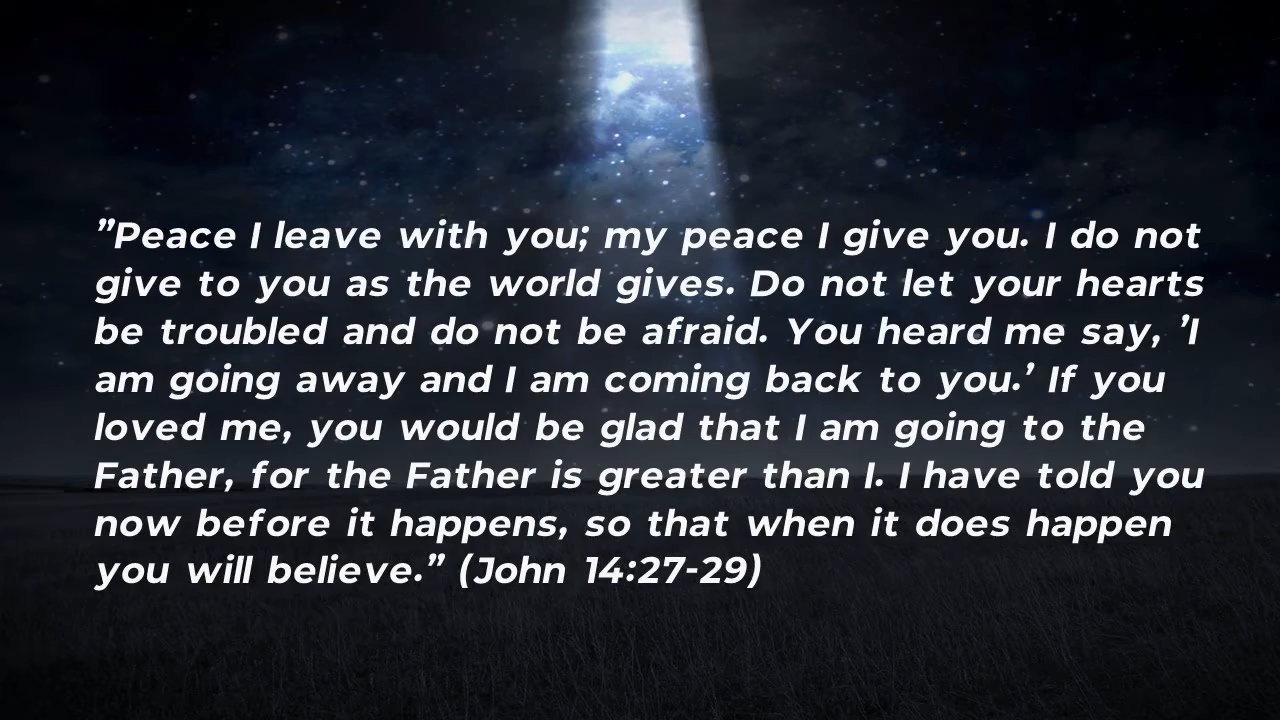 ”Peace I leave with you; my peace I give you. I do not
give to you as the world gives. Do not let your hearts
be troubled and do not be afraid. You heard me say, ’I
am going away and I am coming back to you.’ If you
loved me, you would be glad that I am going to the
Father, for the Father is greater than I. I have told you
now before it happens, so that when it does happen
you will believe.” (John 14:27-29)